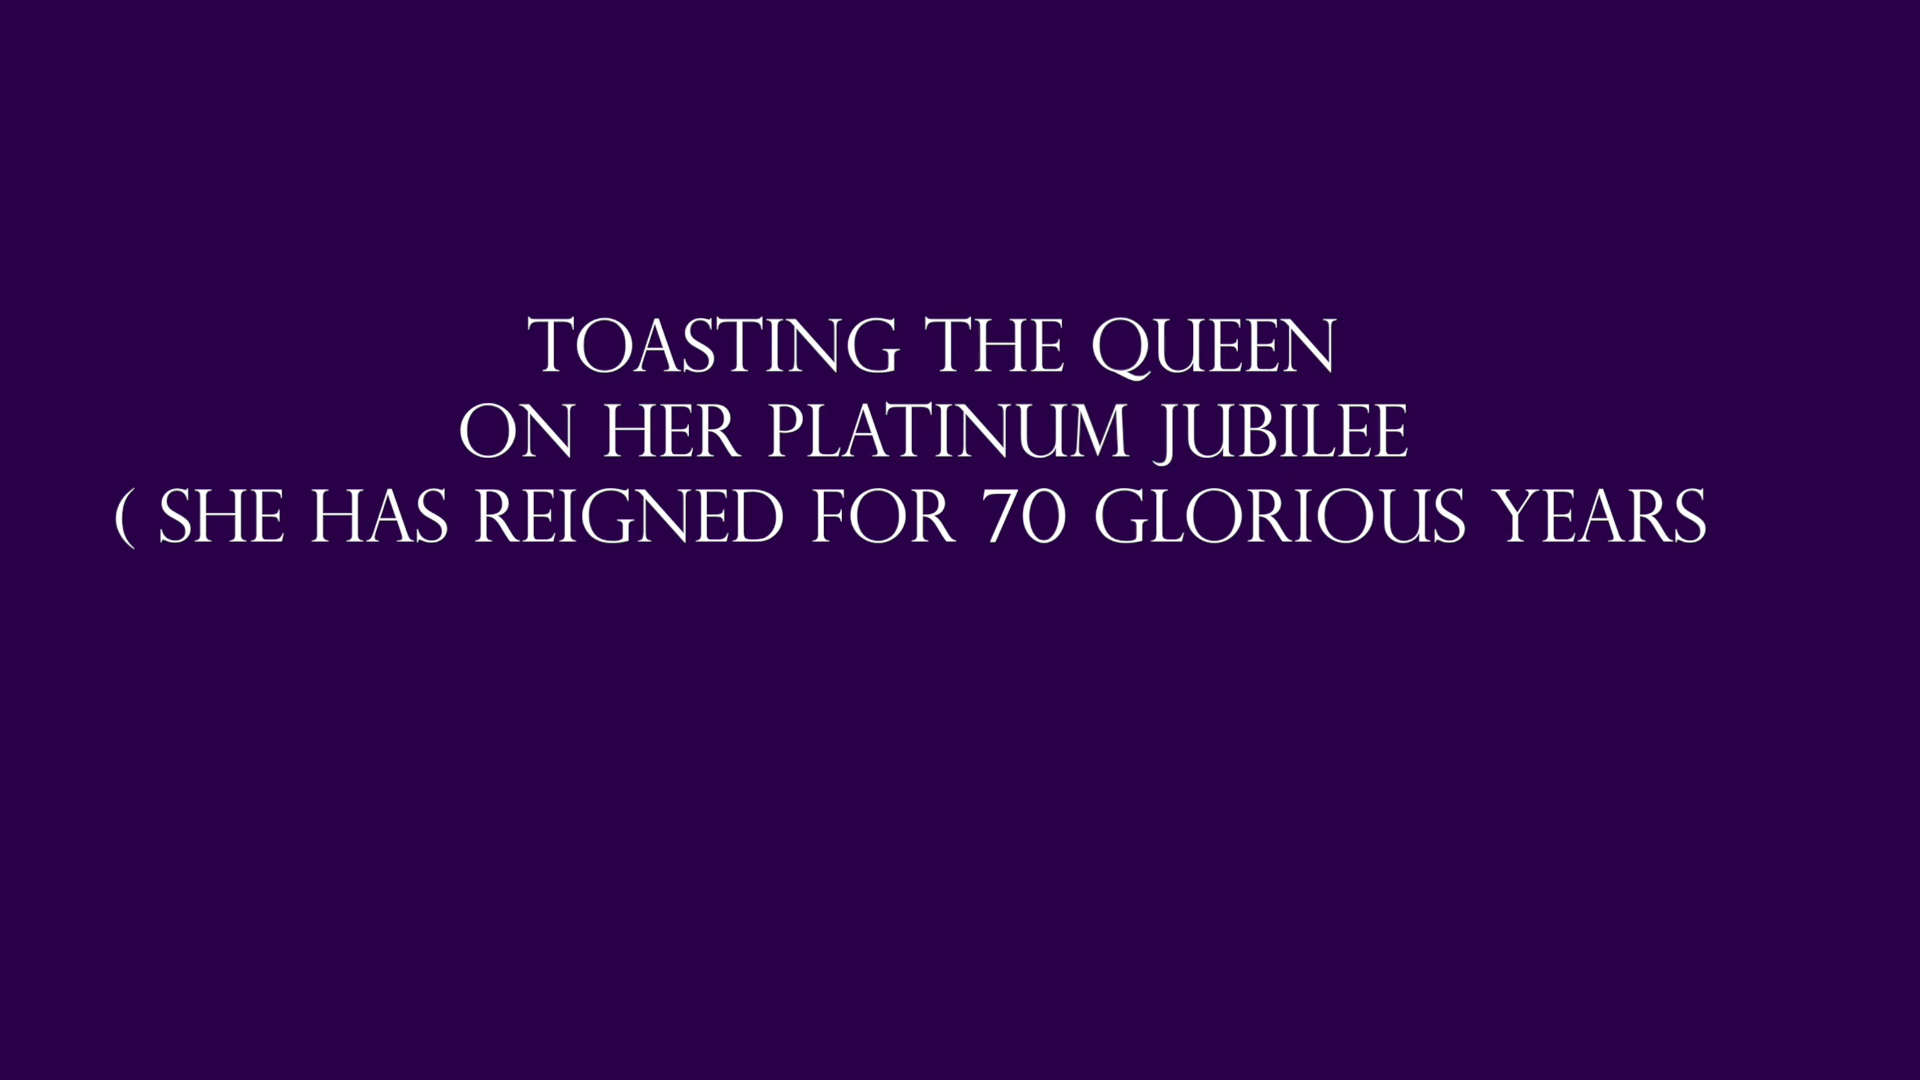 TOASTING THE QUEEN
ON HER PLATINUM JUBILEE
( SHE HAS REIGNED FOR 70 GLORIOUS YEARS